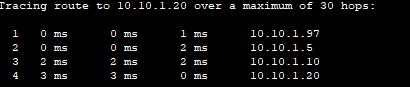 Tracing route to 10.10.1.20 over a maximum of 30 hops:
1 0 ms 0 ms 1 ms 10.10.1.97
2 0 ms 0 ms 2 ms 10.10.1.5
3 2 ms 2 ms 2 ms 10.10.1.10
4 3 ms 3 ms 0 ms 10.10.1.20